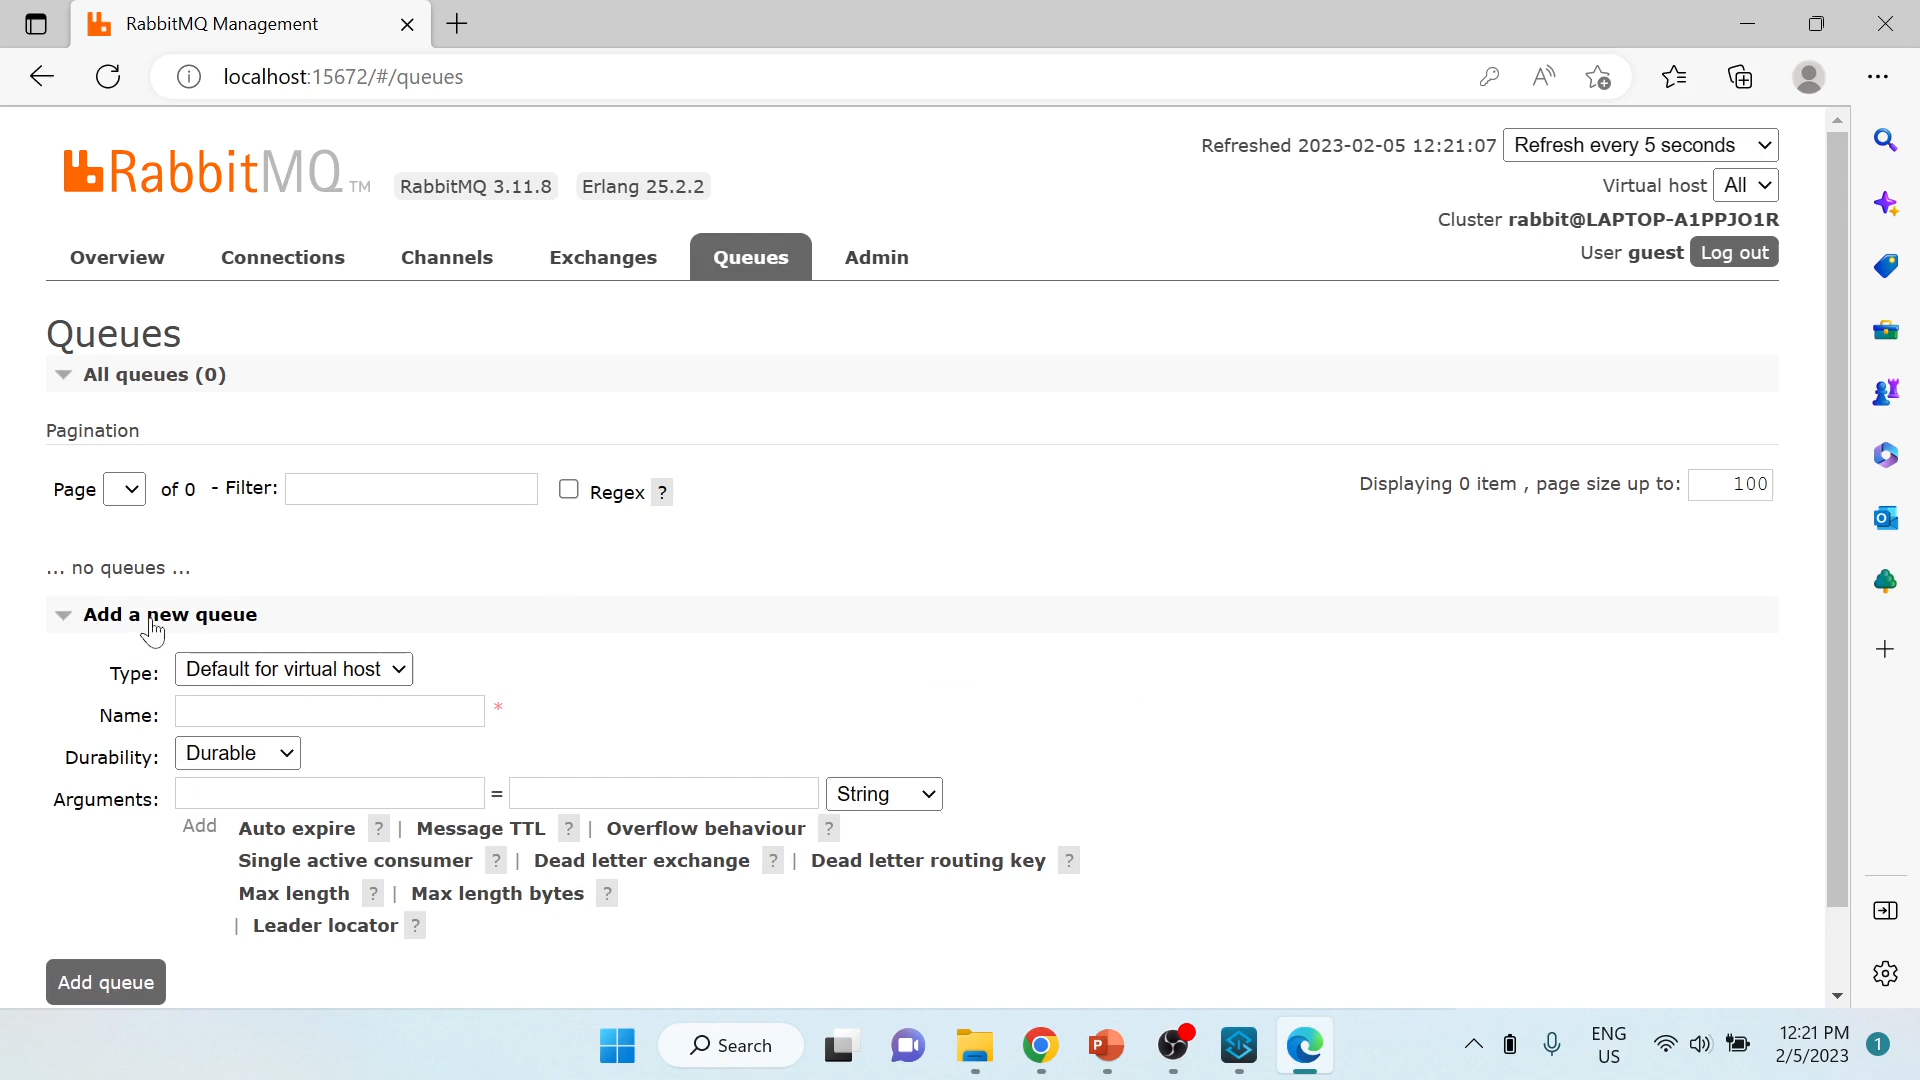 RabbitMQ Management
localhost:15672/#/queues
Refreshed 2023-02-05 12:21:07 Refresh every 5 seconds
RabbitMQ TM RabbitMQ 3.11.8 Erlang 25.2.2
Virtual host All
Cluster rabbit@LAPTOP-A1PPJO1R
User guest Log out
Overview Connections Channels Exchanges Queues Admin
Queues
All queues (0)
Pagination
Page of 0 - Filter: Regex ? Displaying 0 item , page size up to: 100
... no queues ...
Add a new queue
Type: Default for virtual host
Name: *
Durability: Durable
Arguments: = String
Add Auto expire ? | Message TTL ? | Overflow behaviour ?
Single active consumer ? | Dead letter exchange ? | Dead letter routing key ?
Max length ? | Max length bytes ?
| Leader locator ?
Add queue
Search
ENG
US
12:21 PM
2/5/2023
1